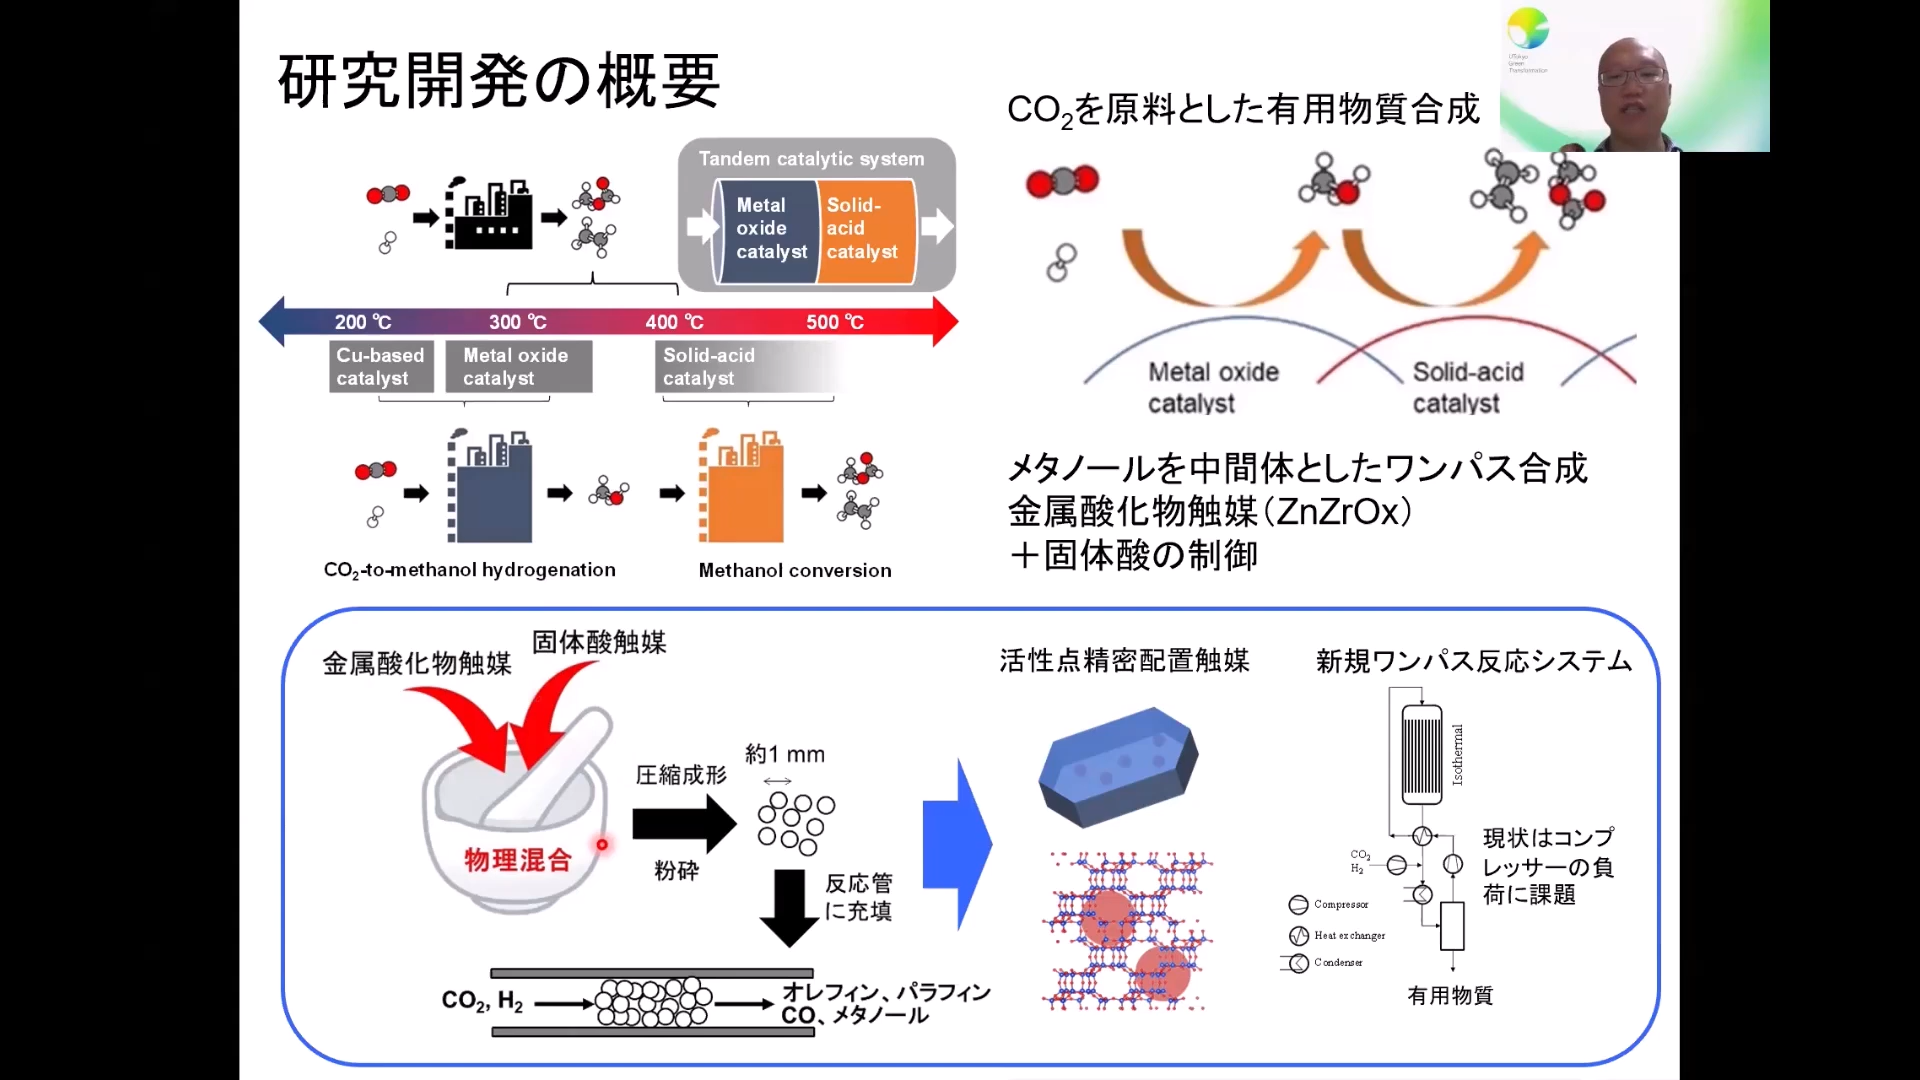 研究開発の概要
UTokyo
Green
Transformation
CO2を原料とした有用物質合成
Tandem catalytic system
Metal
oxide
catalyst
Solid-
acid
catalyst
200 ℃
300 ℃
400 ℃
500 ℃
Cu-based
catalyst
Metal oxide
catalyst
Solid-acid
catalyst
CO2-to-methanol hydrogenation
Methanol conversion
Metal oxide
catalyst
Solid-acid
catalyst
メタノールを中間体としたワンパス合成
金属酸化物触媒（ZnZrOx）
＋固体酸の制御
金属酸化物触媒
固体酸触媒
物理混合
圧縮成形
粉砕
約1 mm
反応管
に充填
CO2, H2
オレフィン、パラフィン
CO、メタノール
活性点精密配置触媒
新規ワンパス反応システム
Isothermal
CO2
H2
現状はコンプ
レッサーの負
荷に課題
Compressor
Heat exchanger
Condenser
有用物質